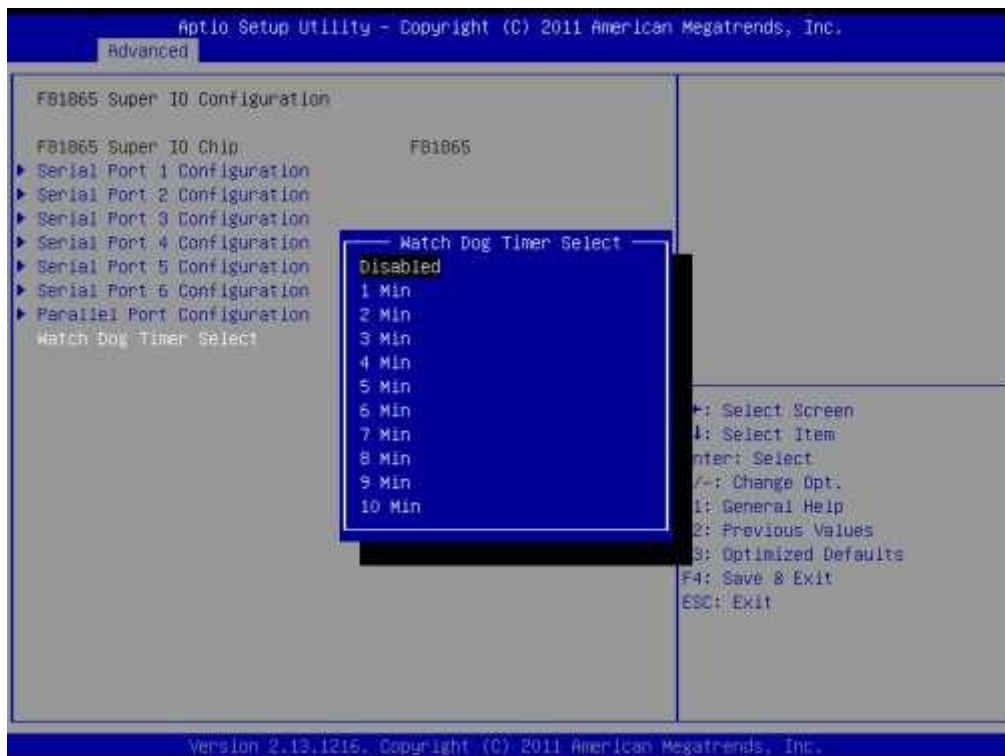 Aptio Setup Utility – Copyright (C) 2011 American Megatrends, Inc.
Advanced
F81865 Super IO Configuration
F81865 Super IO Chip F81865
Serial Port 1 Configuration
Serial Port 2 Configuration
Serial Port 3 Configuration
Serial Port 4 Configuration
Serial Port 5 Configuration
Serial Port 6 Configuration
Parallel Port Configuration
Watch Dog Timer Select
Watch Dog Timer Select
Disabled
1 Min
2 Min
3 Min
4 Min
5 Min
6 Min
7 Min
8 Min
9 Min
10 Min
: Select Screen
: Select Item
nter: Select
/-: Change Opt.
1: General Help
2: Previous Values
3: Optimized Defaults
F4: Save & Exit
ESC: Exit
Version 2.13.1216. Copyright (C) 2011 American Megatrends, Inc.